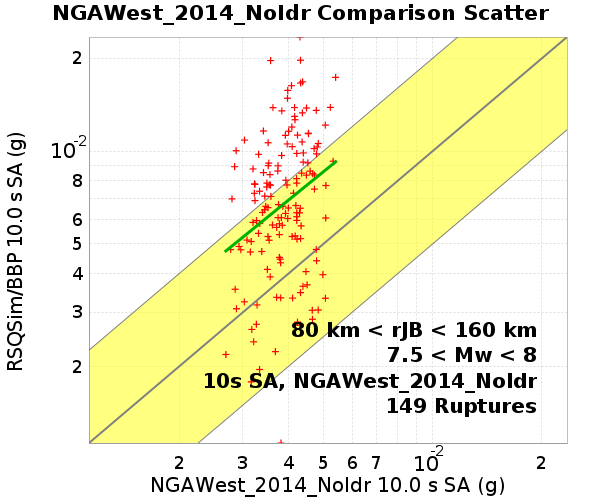 NGAWest_2014_NoIdr Comparison Scatter
RSQSim/BBP 10.0 s SA (g)
2
10-2
8
6
5
4
3
2
80 km < rJB < 160 km
7.5 < Mw < 8
10s SA, NGAWest_2014_NoIdr
149 Ruptures
2 3 4 5 6 7 10-2 2
NGAWest_2014_NoIdr 10.0 s SA (g)